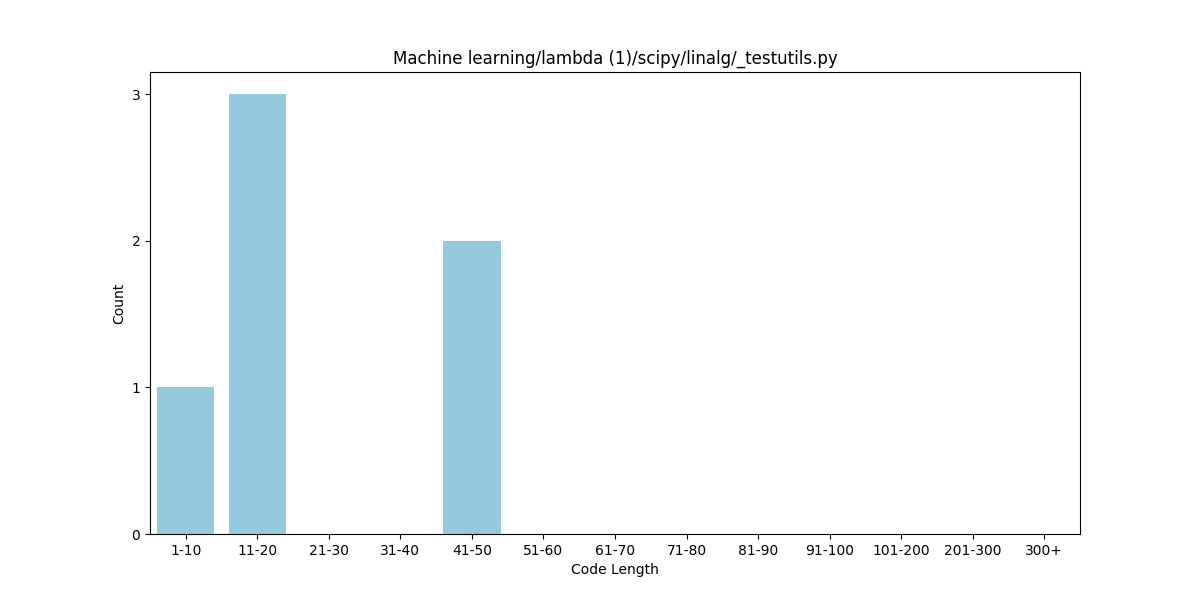 Machine learning/lambda (1)/scipy/linalg/_testutils.py
3
2
1
0
Count
1-10 11-20 21-30 31-40 41-50 51-60 61-70 71-80 81-90 91-100 101-200 201-300 300+
Code Length